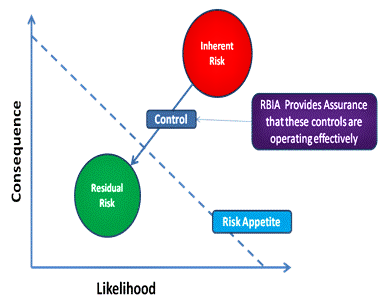 Inherent
Risk
Control
RBIA Provides Assurance
that these controls are
operating effectively
Residual
Risk
Risk Appetite
Consequence
Likelihood